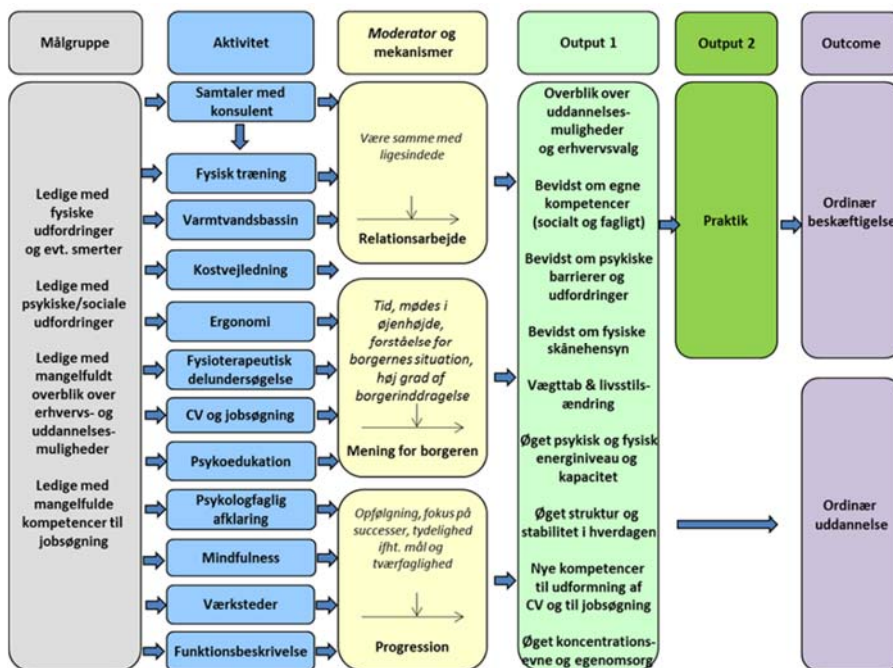 Målgruppe
Aktivitet
Moderator og
mekanismer
Output 1
Output 2
Outcome
Ledige med
fysiske
udfordringer
og evt. smerter
Ledige med
psykiske/sociale
udfordringer
Ledige med
mangelfuldt
overblik over
erhvervs- og
uddannelses-
muligheder
Ledige med
mangelfulde
kompetencer til
jobsøgning
Samtaler med
konsulent
Fysisk træning
Varmtvandsbassin
Kostvejledning
Ergonomi
Fysioterapeutisk
delundersøgelse
CV og jobsøgning
Psykoedukation
Psykologfaglig
afklaring
Mindfulness
Værksteder
Funktionsbeskrivelse
Være samme med
ligesindede
Relationsarbejde
Tid, mødes i
øjenhøjde,
forståelse for
borgernes situation,
høj grad af
borgerinddragelse
Mening for borgeren
Opfølgning, fokus på
successer, tydelighed
ifht. mål og
tværfaglighed
Progression
Overblik over
uddannelses-
muligheder
og erhvervsvalg
Bevidst om egne
kompetencer
(socialt og fagligt)
Bevidst om psykiske
barrierer og
udfordringer
Bevidst om fysiske
skånehensyn
Vægttab & livsstils-
ændring
Øget psykisk og fysisk
energiniveau og
kapacitet
Øget struktur og
stabilitet i hverdagen
Nye kompetencer
til udformning af
CV og til jobsøgning
Øget koncentrations-
evne og egenomsorg
Praktik
Ordinær
beskæftigelse
Ordinær
uddannelse